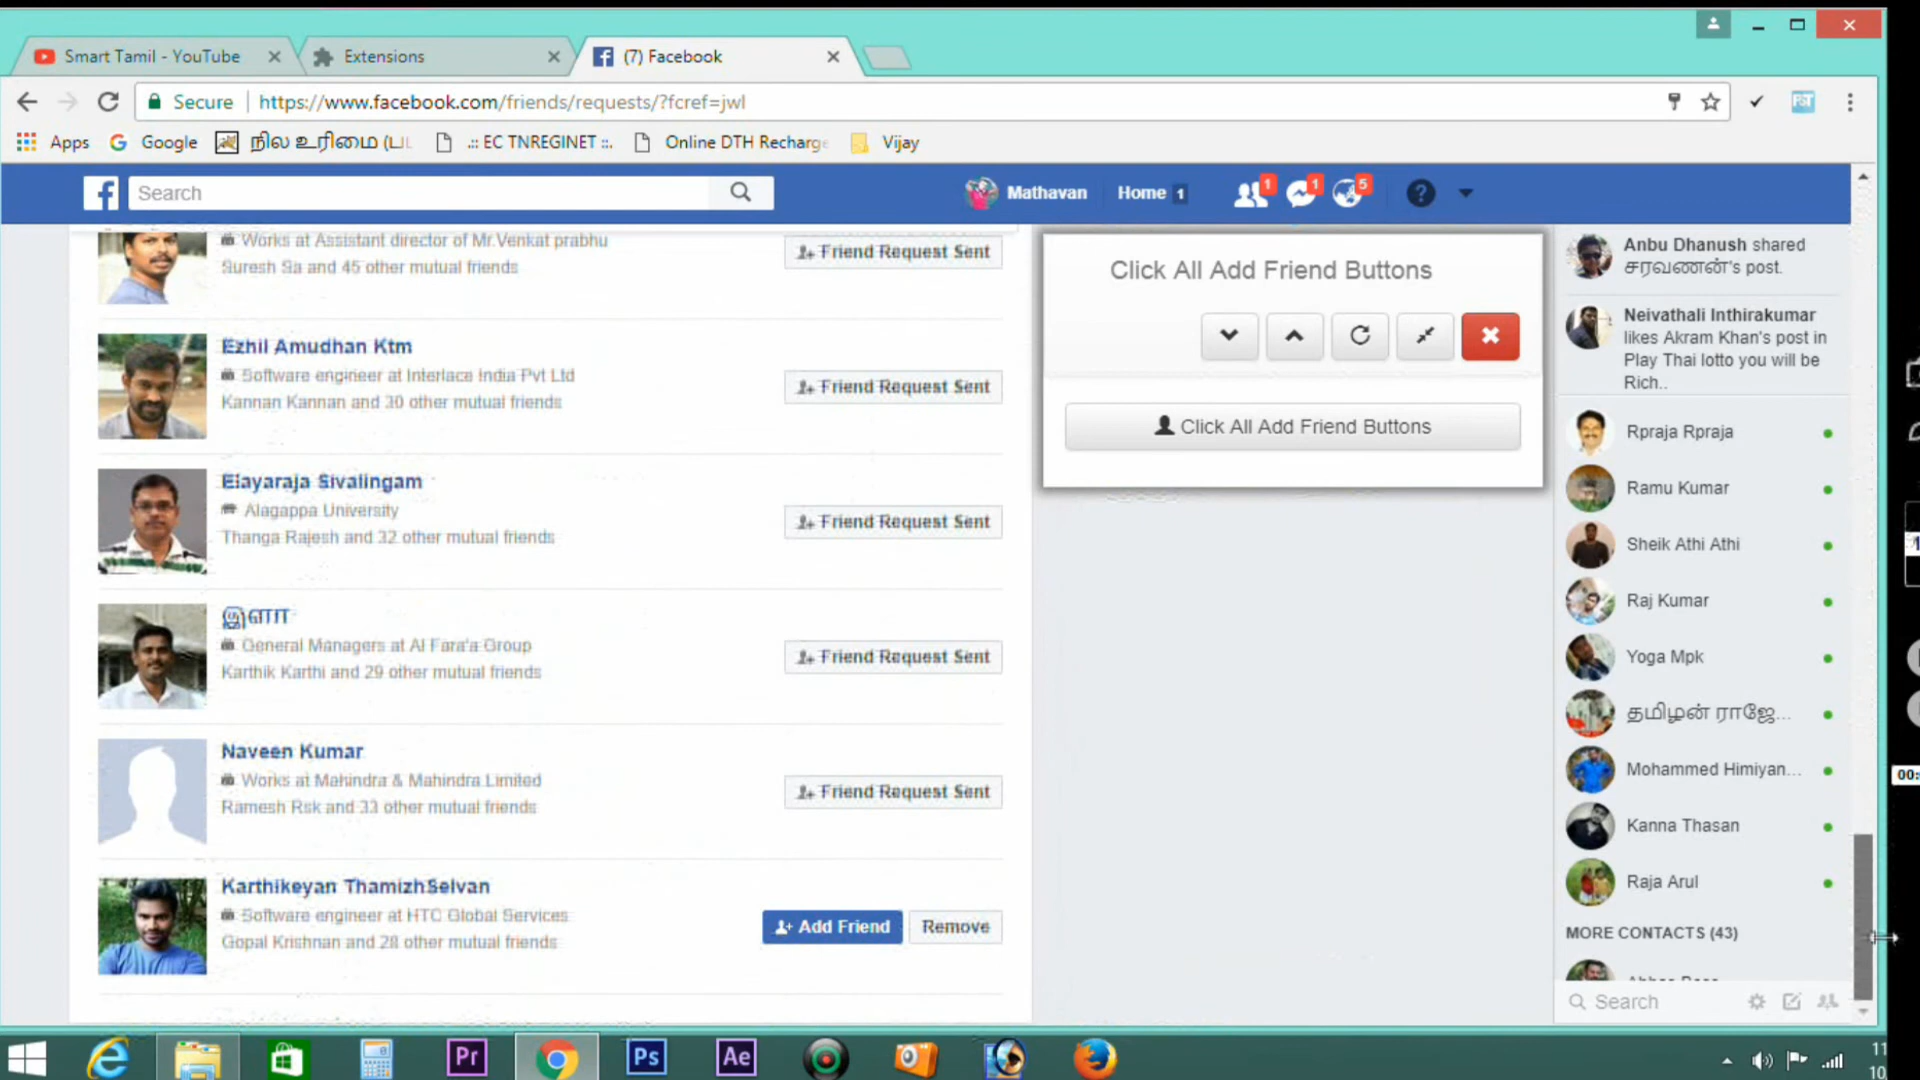 Smart Tamil - YouTube
Extensions
(7) Facebook
Secure
https://www.facebook.com/friends/requests/?fcref=jwl
Apps
Google
நில உரிமை (ப
.:: EC TNREGINET ::.
Online DTH Recharge
Vijay
Search
Mathavan
Home 1
1
1
5
Works at Assistant director of Mr.Venkat prabhu
Suresh Sa and 45 other mutual friends
Friend Request Sent
Ezhil Amudhan Ktm
Software engineer at Interlace India Pvt Ltd
Kannan Kannan and 30 other mutual friends
Friend Request Sent
Elayaraja Sivalingam
Alagappa University
Thanga Rajesh and 32 other mutual friends
Friend Request Sent
இளா
General Managers at Al Fara'a Group
Karthik Karthi and 29 other mutual friends
Friend Request Sent
Naveen Kumar
Works at Mahindra & Mahindra Limited
Ramesh Rsk and 33 other mutual friends
Friend Request Sent
Karthikeyan ThamizhSelvan
Software engineer at HTC Global Services
Gopal Krishnan and 28 other mutual friends
Add Friend
Remove
Click All Add Friend Buttons
Click All Add Friend Buttons
Anbu Dhanush shared
சரவணன்'s post.
Neivathali Inthirakumar
likes Akram Khan's post in
Play Thai lotto you will be
Rich..
Rpraja Rpraja
Ramu Kumar
Sheik Athi Athi
Raj Kumar
Yoga Mpk
தமிழன் ராஜே...
Mohammed Himiyan...
Kanna Thasan
Raja Arul
MORE CONTACTS (43)
Search
Pr
Ps
Ae
11
10
00: